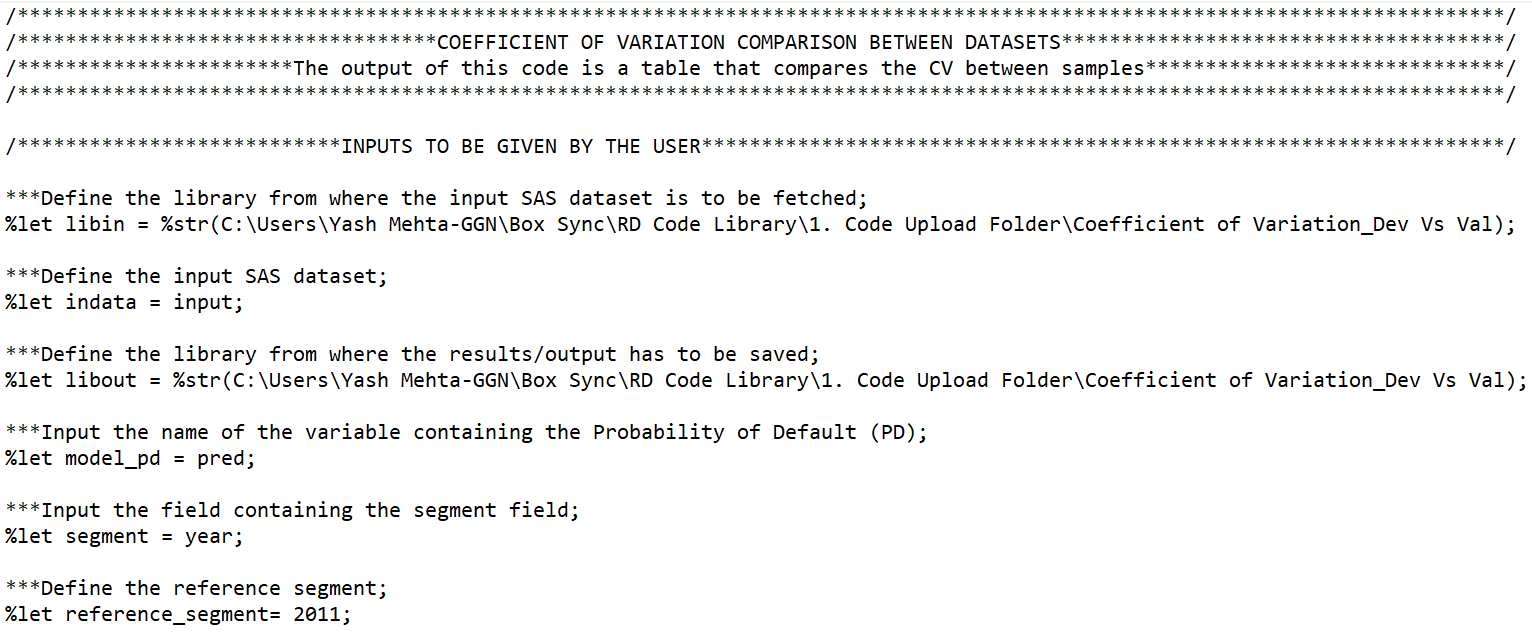 /****************************************************************************************************************************/
/***********************************COEFFICIENT OF VARIATION COMPARISON BETWEEN DATASETS*************************************/
/***********************The output of this code is a table that compares the CV between samples******************************/
/****************************************************************************************************************************/
/***************************INPUTS TO BE GIVEN BY THE USER*******************************************************************/
***Define the library from where the input SAS dataset is to be fetched;
%let libin = %str(C:\Users\Yash Mehta-GGN\Box Sync\RD Code Library\1. Code Upload Folder\Coefficient of Variation_Dev Vs Val);
***Define the input SAS dataset;
%let indata = input;
***Define the library from where the results/output has to be saved;
%let libout = %str(C:\Users\Yash Mehta-GGN\Box Sync\RD Code Library\1. Code Upload Folder\Coefficient of Variation_Dev Vs Val);
***Input the name of the variable containing the Probability of Default (PD);
%let model_pd = pred;
***Input the field containing the segment field;
%let segment = year;
***Define the reference segment;
%let reference_segment= 2011;